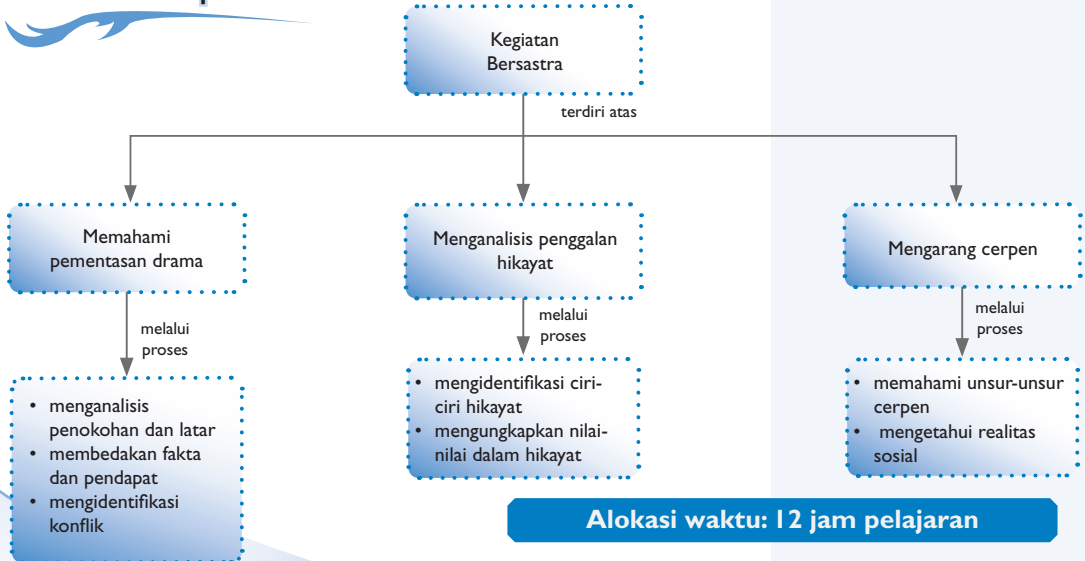 Kegiatan
Bersastra
terdiri atas
Memahami
pementasan drama
Menganalisis penggalan
hikayat
Mengarang cerpen
melalui
proses
melalui
proses
melalui
proses
• menganalisis
penokohan dan latar
• membedakan fakta
dan pendapat
• mengidentifikasi
konflik
• mengidentifikasi ciri-
ciri hikayat
• mengungkapkan nilai-
nilai dalam hikayat
• memahami unsur-unsur
cerpen
• mengetahui realitas
sosial
Alokasi waktu: 12 jam pelajaran